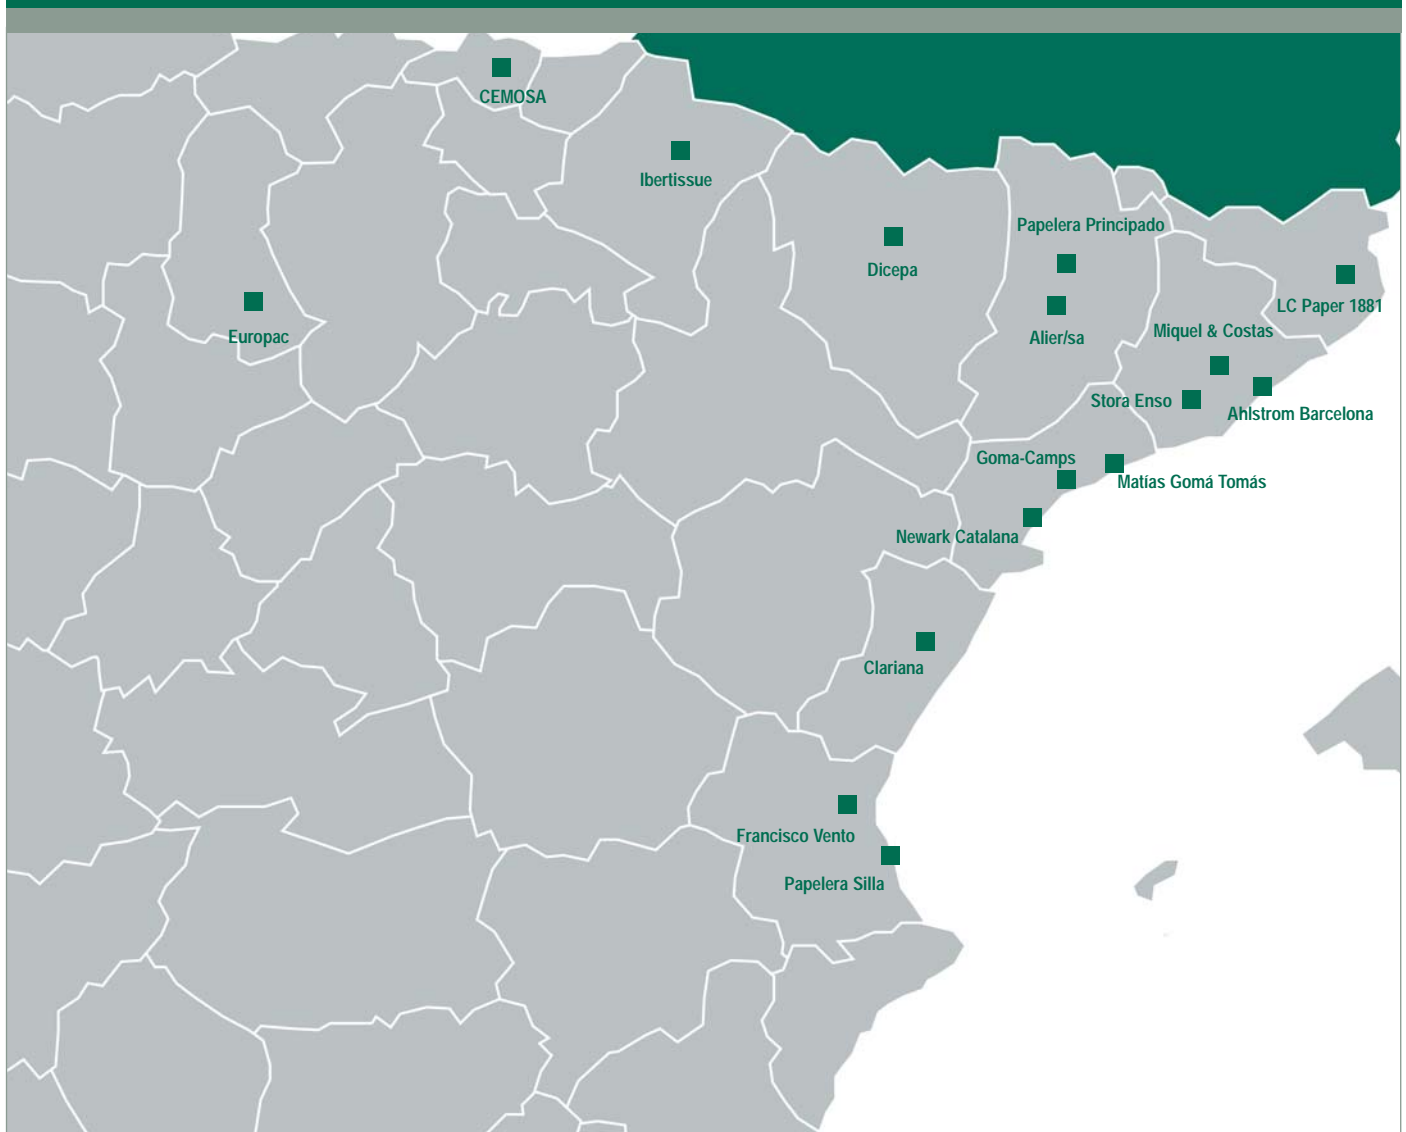 CEMOSA
Ibertissue
Papelera Principado
Dicepa
LC Paper 1881
Europac
Alier/sa
Miquel & Costas
Stora Enso
Ahlstrom Barcelona
Goma-Camps
Matías Gomá Tomás
Newark Catalana
Clariana
Francisco Vento
Papelera Silla